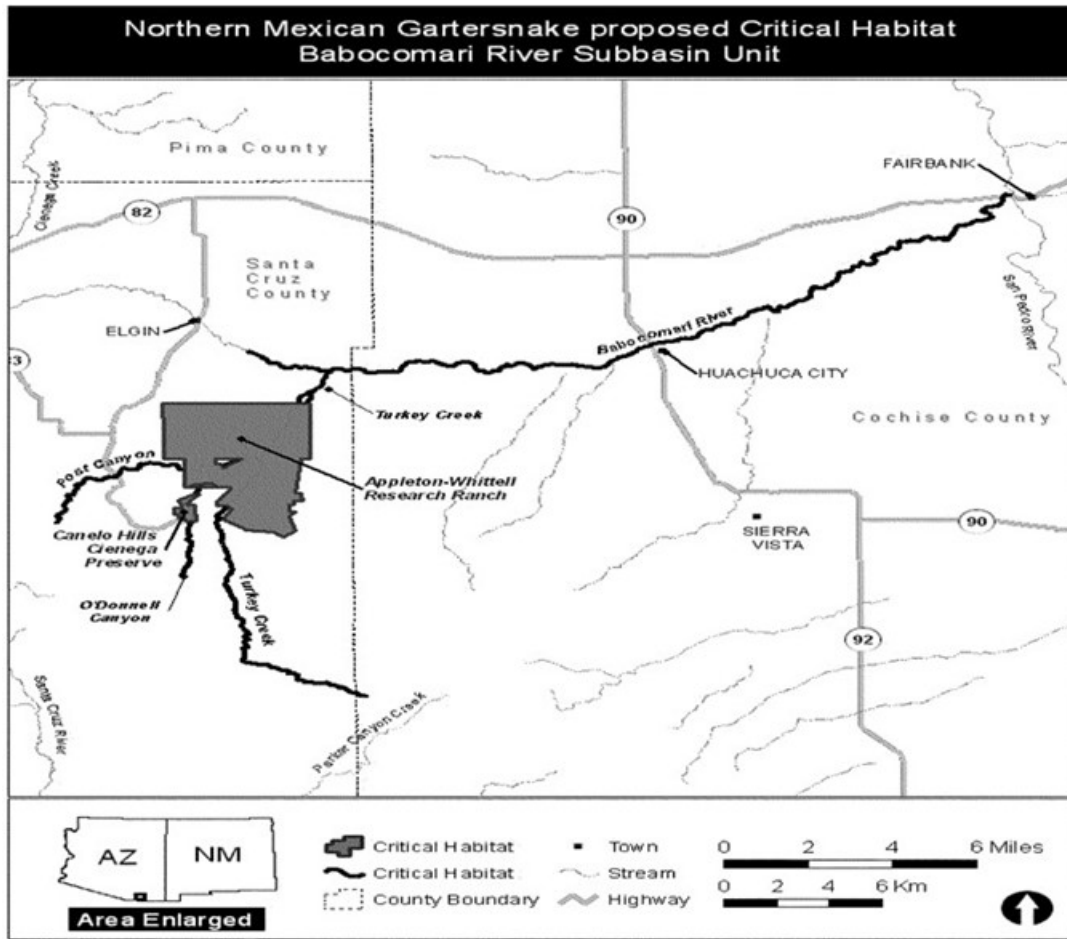 Northern Mexican Gartersnake proposed Critical Habitat
Babocomari River Subbasin Unit
Pima County
Cienega Creek
FAIRBANK
82
90
Santa
Cruz
County
San Pedro River
ELGIN
Babocomari River
83
HUACHUCA CITY
Turkey Creek
Cochise County
Post Canyon
Appleton-Whittell
Research Ranch
Canelo Hills
Cienega
Preserve
90
SIERRA
VISTA
O'Donnell
Canyon
Turkey Creek
92
Santa Cruz River
Parker Canyon Creek
AZ
NM
Area Enlarged
Critical Habitat
Critical Habitat
County Boundary
Town
Stream
Highway
0 2 4 6 Miles
0 2 4 6 Km